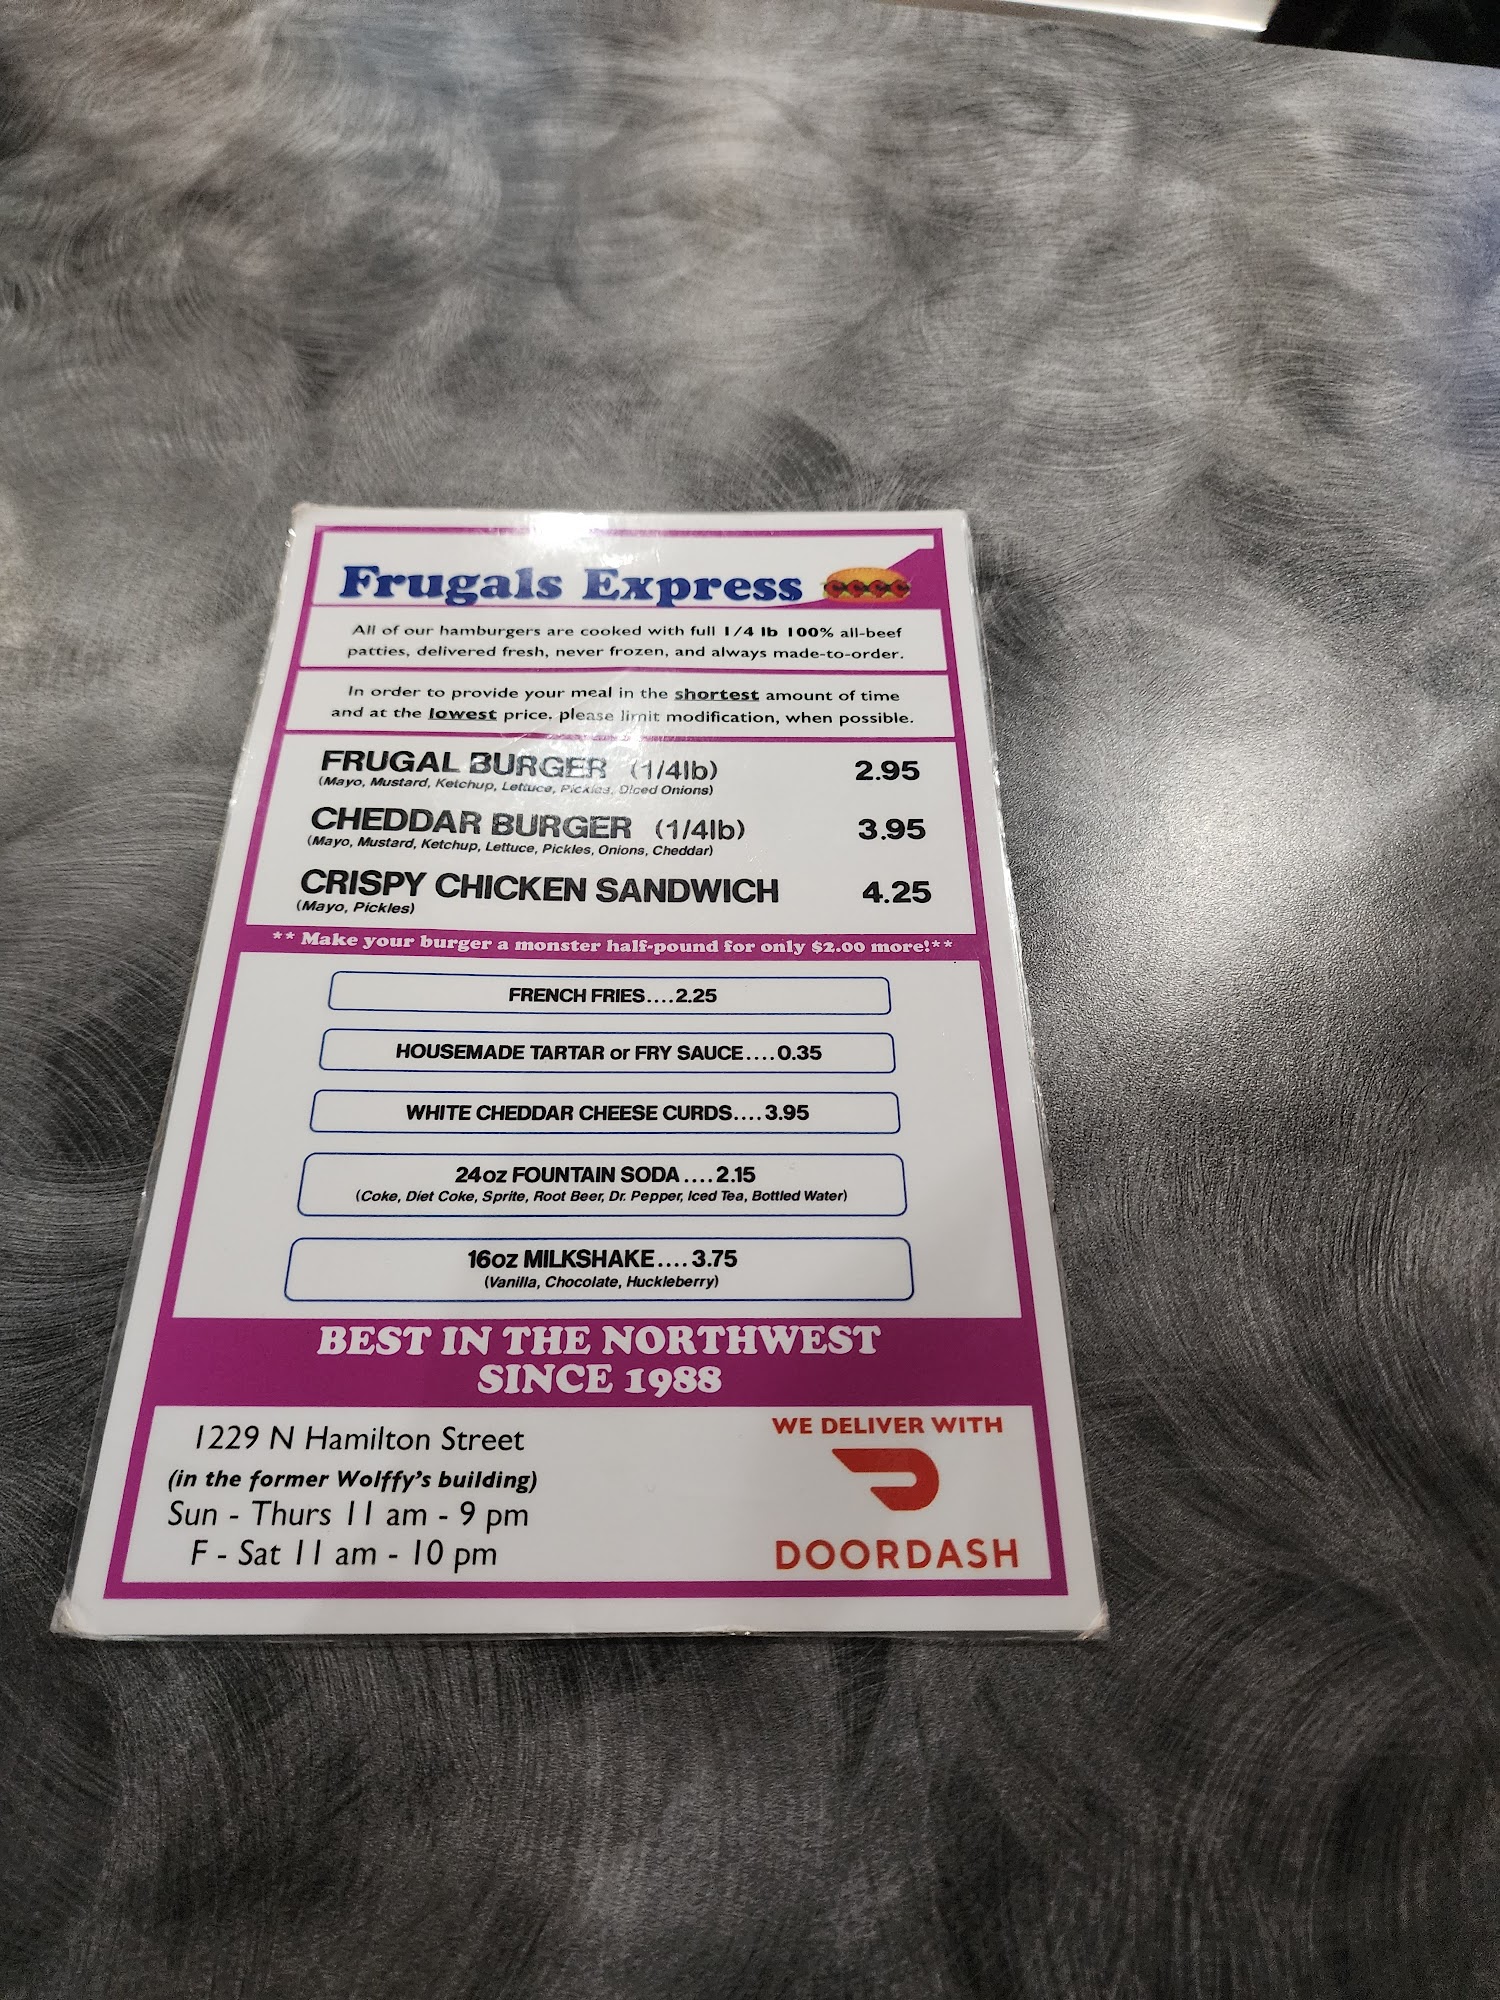 Frugals Express
All of our hamburgers are cooked with full 1/4 lb 100% all-beef
patties, delivered fresh, never frozen, and always made-to-order.
In order to provide your meal in the shortest amount of time
and at the lowest price, please limit modification, when possible.
FRUGAL BURGER (1/4lb) 2.95
(Mayo, Mustard, Ketchup, Lettuce, Pickles, Diced Onions)
CHEDDAR BURGER (1/4lb) 3.95
(Mayo, Mustard, Ketchup, Lettuce, Pickles, Onions, Cheddar)
CRISPY CHICKEN SANDWICH 4.25
(Mayo, Pickles)
** Make your burger a monster half-pound for only $2.00 more!**
FRENCH FRIES....2.25
HOUSEMADE TARTAR or FRY SAUCE....0.35
WHITE CHEDDAR CHEESE CURDS....3.95
24oz FOUNTAIN SODA....2.15
(Coke, Diet Coke, Sprite, Root Beer, Dr. Pepper, Iced Tea, Bottled Water)
16oz MILKSHAKE....3.75
(Vanilla, Chocolate, Huckleberry)
BEST IN THE NORTHWEST
SINCE 1988
1229 N Hamilton Street
(in the former Wolffy's building)
Sun - Thurs 11 am - 9 pm
F - Sat 11 am - 10 pm
WE DELIVER WITH
DOORDASH